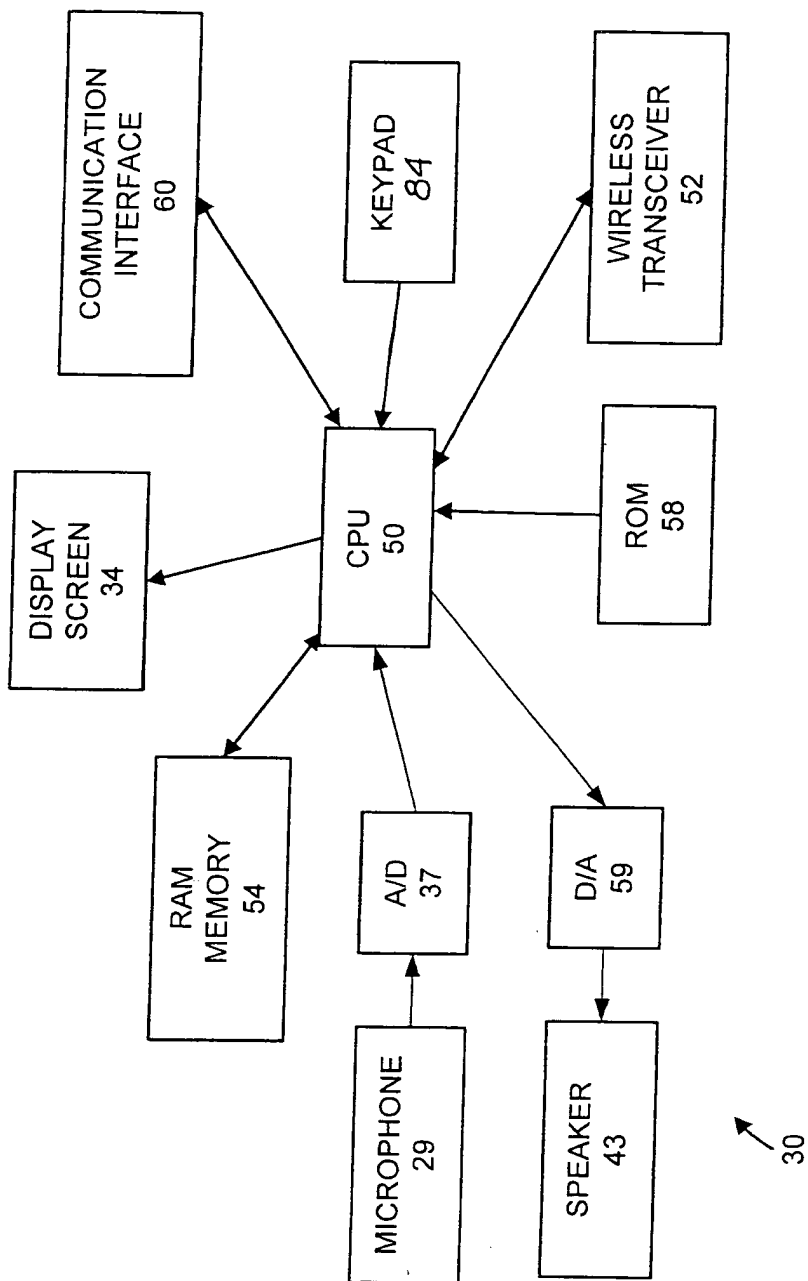 DISPLAY
SCREEN
34
COMMUNICATION
INTERFACE
60
RAM
MEMORY
54
CPU
50
KEYPAD
84
MICROPHONE
29
A/D
37
SPEAKER
43
D/A
59
ROM
58
WIRELESS
TRANSCEIVER
52
30